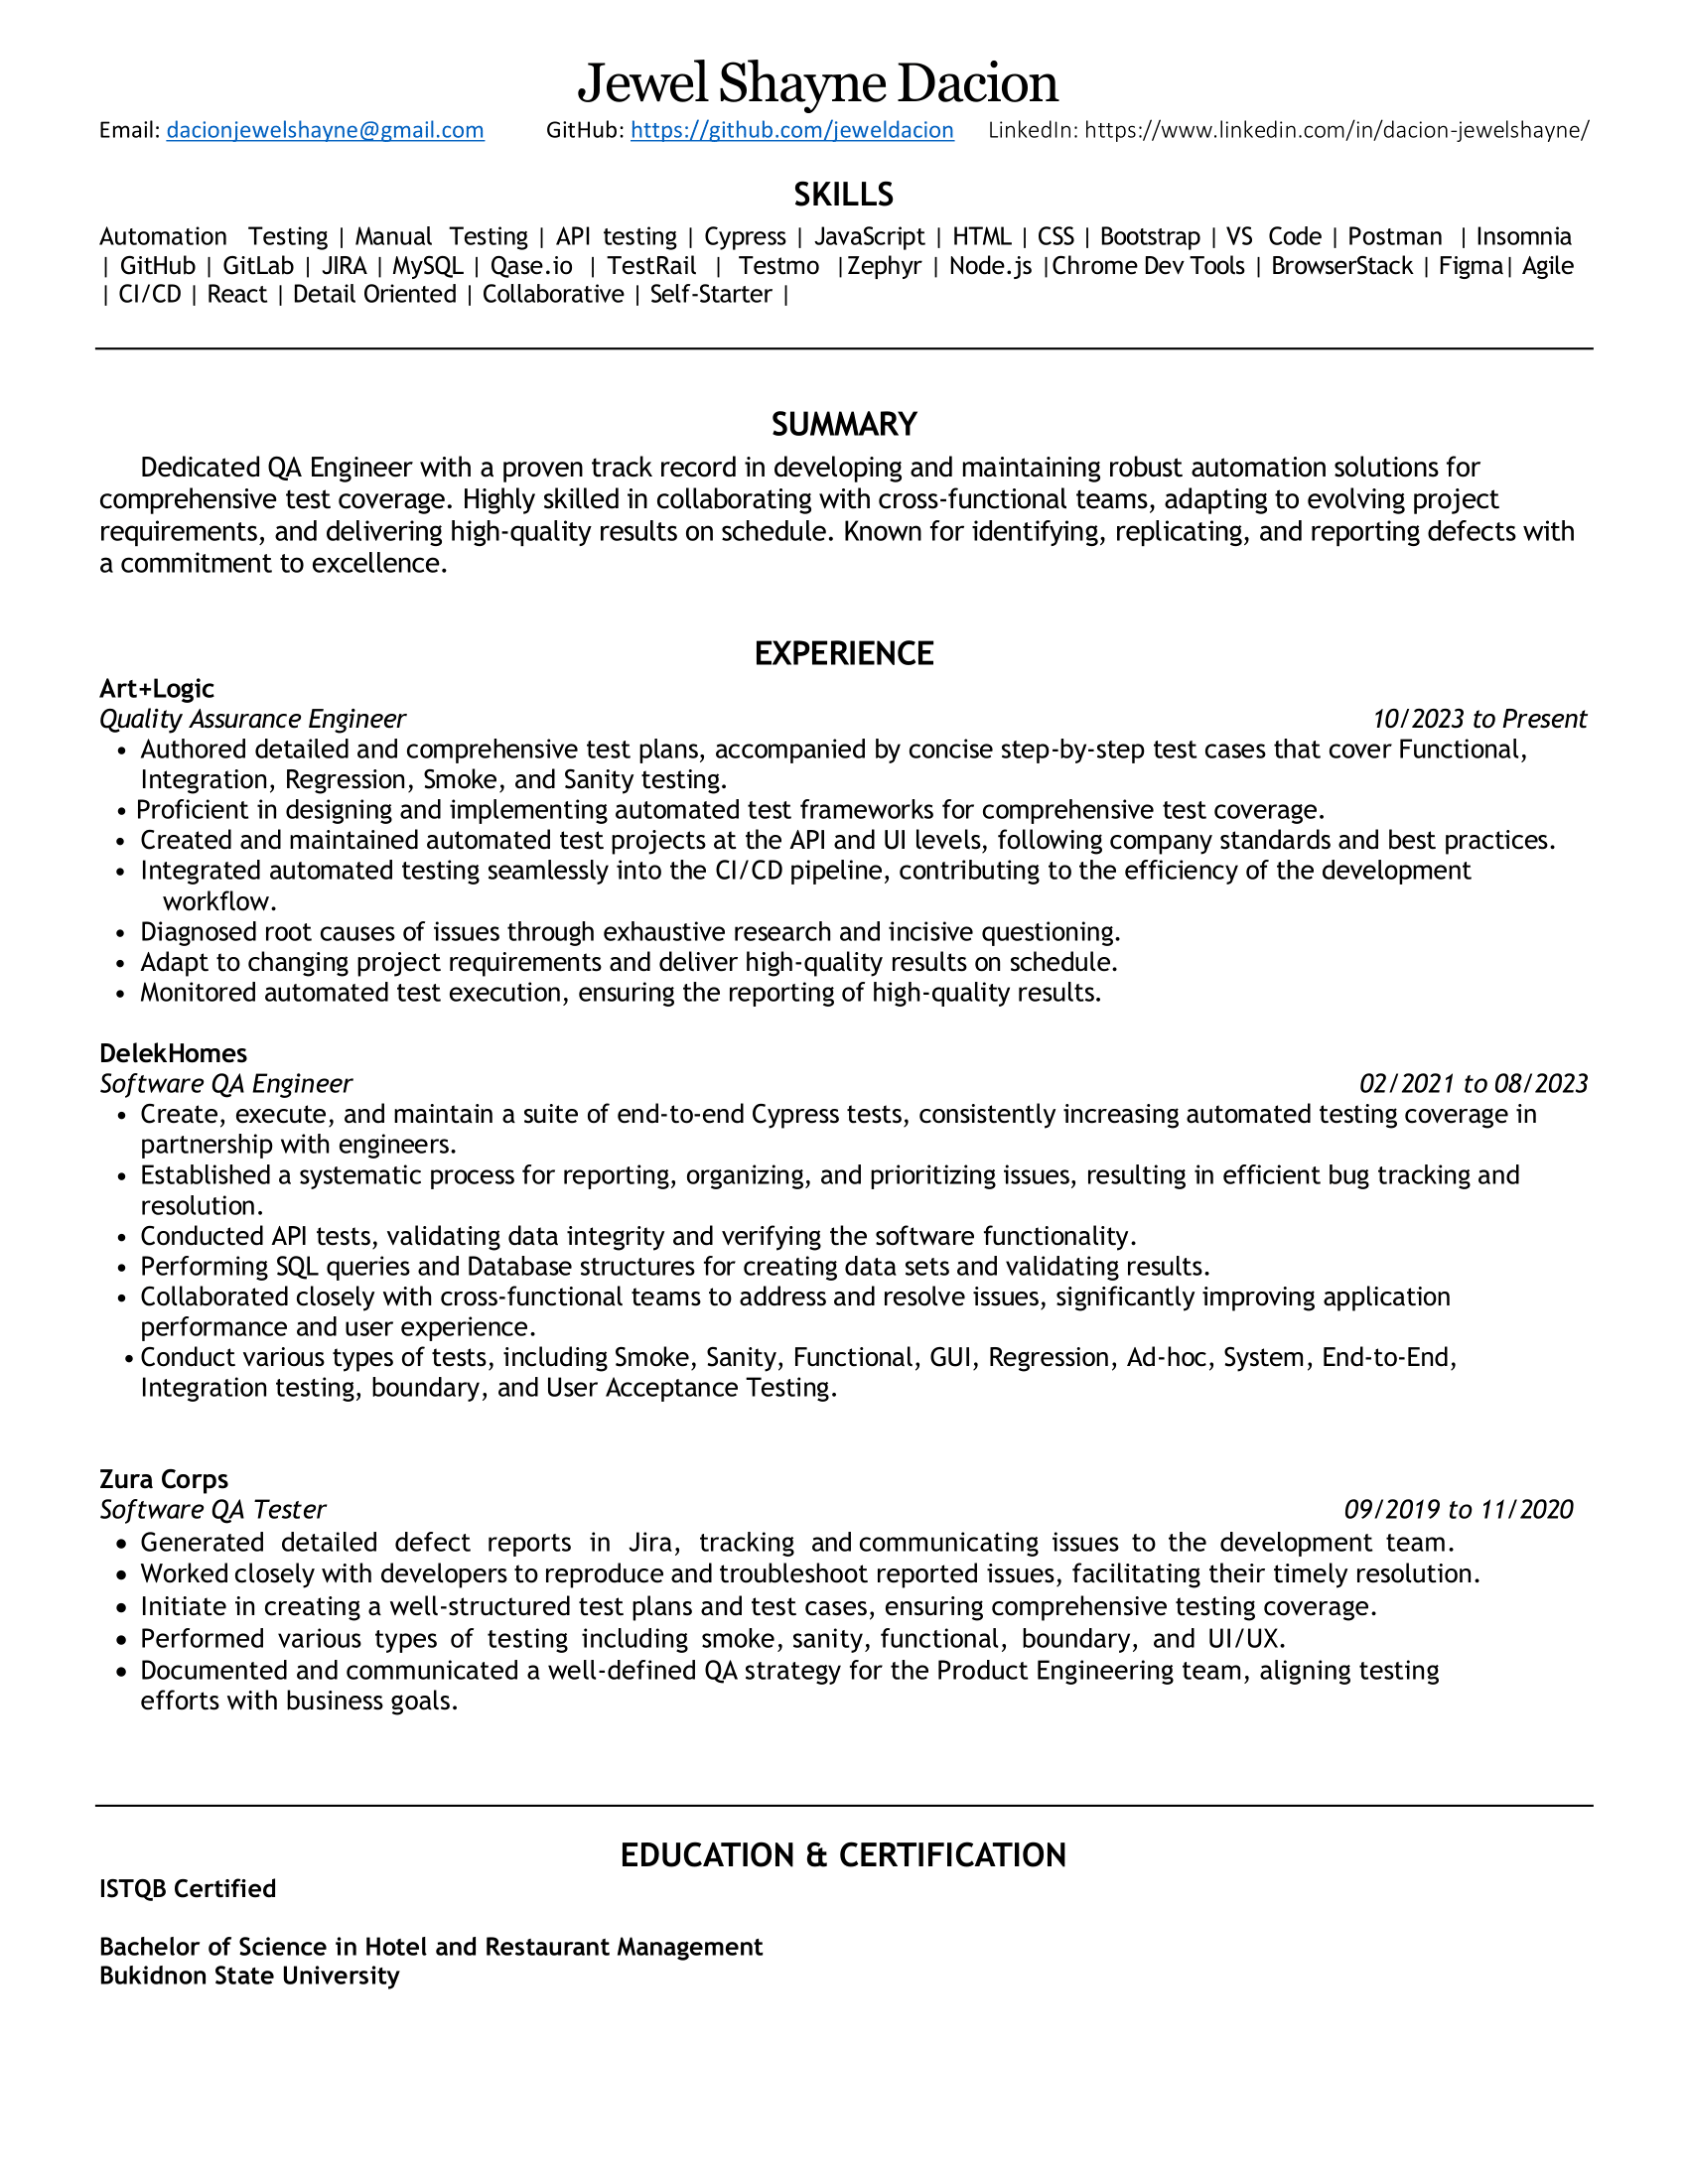 Jewel Shayne Dacion
Email: dacionjewelshayne@gmail.com GitHub: https://github.com/jeweldacion LinkedIn: https://www.linkedin.com/in/dacion-jewelshayne/
SKILLS
Automation Testing | Manual Testing | API testing | Cypress | JavaScript | HTML | CSS | Bootstrap | VS Code | Postman | Insomnia
| GitHub | GitLab | JIRA | MySQL | Qase.io | TestRail | Testmo |Zephyr | Node.js |Chrome Dev Tools | BrowserStack | Figma| Agile
| CI/CD | React | Detail Oriented | Collaborative | Self-Starter |
SUMMARY
Dedicated QA Engineer with a proven track record in developing and maintaining robust automation solutions for
comprehensive test coverage. Highly skilled in collaborating with cross-functional teams, adapting to evolving project
requirements, and delivering high-quality results on schedule. Known for identifying, replicating, and reporting defects with
a commitment to excellence.
EXPERIENCE
Art+Logic
Quality Assurance Engineer 10/2023 to Present
• Authored detailed and comprehensive test plans, accompanied by concise step-by-step test cases that cover Functional,
Integration, Regression, Smoke, and Sanity testing.
• Proficient in designing and implementing automated test frameworks for comprehensive test coverage.
• Created and maintained automated test projects at the API and UI levels, following company standards and best practices.
• Integrated automated testing seamlessly into the CI/CD pipeline, contributing to the efficiency of the development
workflow.
• Diagnosed root causes of issues through exhaustive research and incisive questioning.
• Adapt to changing project requirements and deliver high-quality results on schedule.
• Monitored automated test execution, ensuring the reporting of high-quality results.
DelekHomes
Software QA Engineer 02/2021 to 08/2023
• Create, execute, and maintain a suite of end-to-end Cypress tests, consistently increasing automated testing coverage in
partnership with engineers.
• Established a systematic process for reporting, organizing, and prioritizing issues, resulting in efficient bug tracking and
resolution.
• Conducted API tests, validating data integrity and verifying the software functionality.
• Performing SQL queries and Database structures for creating data sets and validating results.
• Collaborated closely with cross-functional teams to address and resolve issues, significantly improving application
performance and user experience.
• Conduct various types of tests, including Smoke, Sanity, Functional, GUI, Regression, Ad-hoc, System, End-to-End,
Integration testing, boundary, and User Acceptance Testing.
Zura Corps
Software QA Tester 09/2019 to 11/2020
• Generated detailed defect reports in Jira, tracking and communicating issues to the development team.
• Worked closely with developers to reproduce and troubleshoot reported issues, facilitating their timely resolution.
• Initiate in creating a well-structured test plans and test cases, ensuring comprehensive testing coverage.
• Performed various types of testing including smoke, sanity, functional, boundary, and UI/UX.
• Documented and communicated a well-defined QA strategy for the Product Engineering team, aligning testing
efforts with business goals.
EDUCATION & CERTIFICATION
ISTQB Certified
Bachelor of Science in Hotel and Restaurant Management
Bukidnon State University